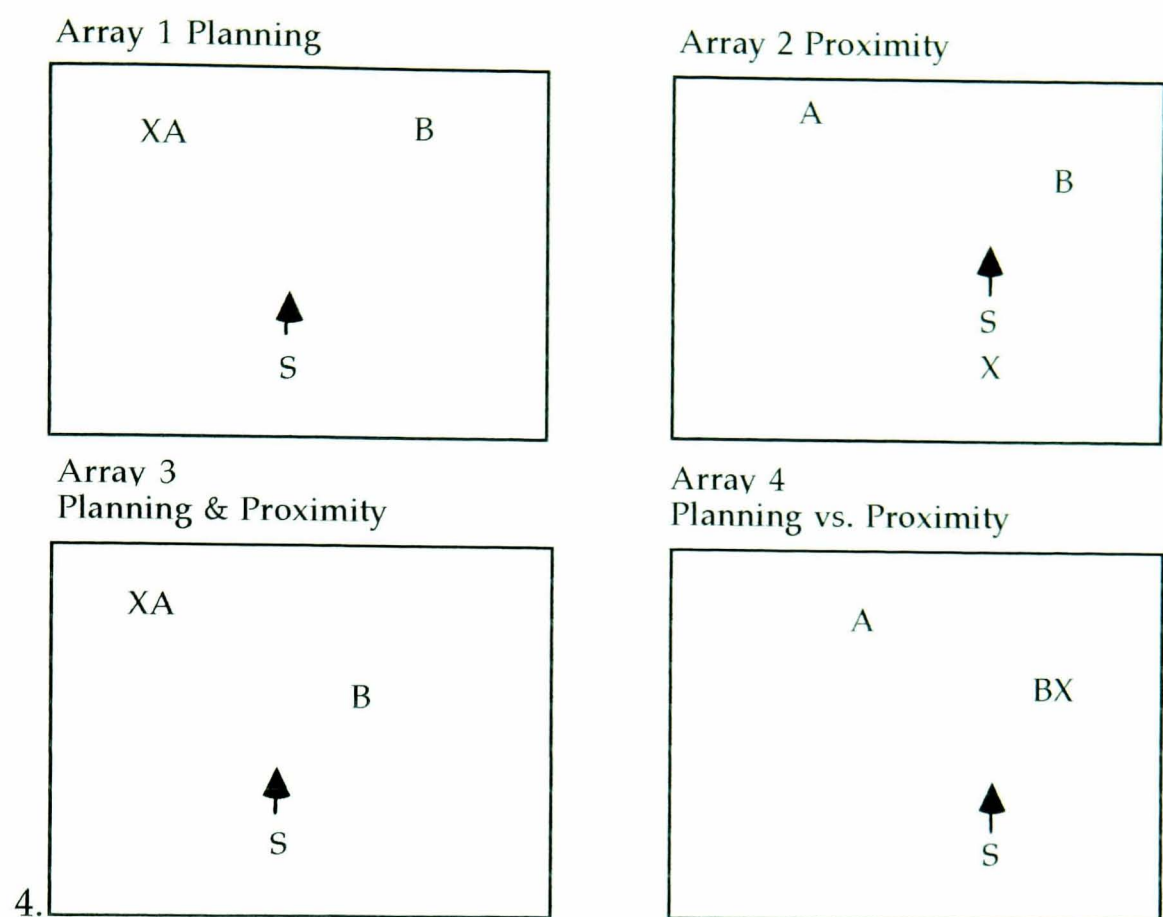 Array 1 Planning
XA B
S
Array 2 Proximity
A
B
S
X
Array 3
Planning & Proximity
XA
B
S
Array 4
Planning vs. Proximity
A
BX
S
4.